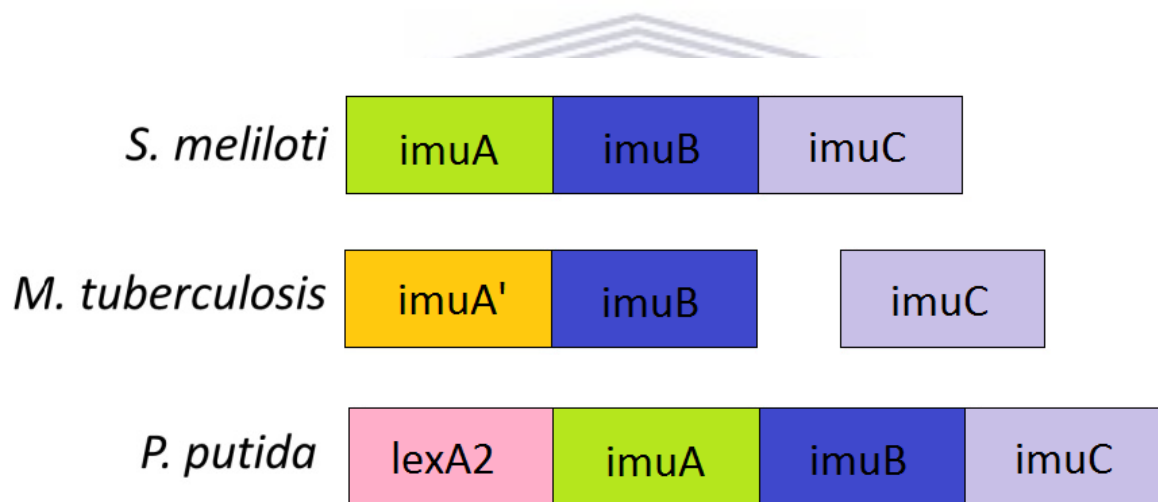 S. meliloti imuA imuB imuC
M. tuberculosis imuA' imuB imuC
P. putida lexA2 imuA imuB imuC